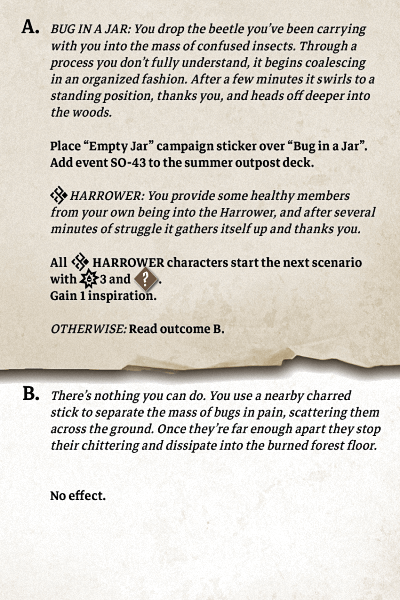 A. BUG IN A JAR: You drop the beetle you've been carrying
with you into the mass of confused insects. Through a
process you don't fully understand, it begins coalescing
in an organized fashion. After a few minutes it swirls to a
standing position, thanks you, and heads off deeper into
the woods.
Place “Empty Jar” campaign sticker over “Bug in a Jar”.
Add event SO-43 to the summer outpost deck.
HARROWER: You provide some healthy members
from your own being into the Harrower, and after several
minutes of struggle it gathers itself up and thanks you.
All HARROWER characters start the next scenario
with 3 and ?.
Gain 1 inspiration.
OTHERWISE: Read outcome B.
B. There's nothing you can do. You use a nearby charred
stick to separate the mass of bugs in pain, scattering them
across the ground. Once they're far enough apart they stop
their chittering and dissipate into the burned forest floor.
No effect.